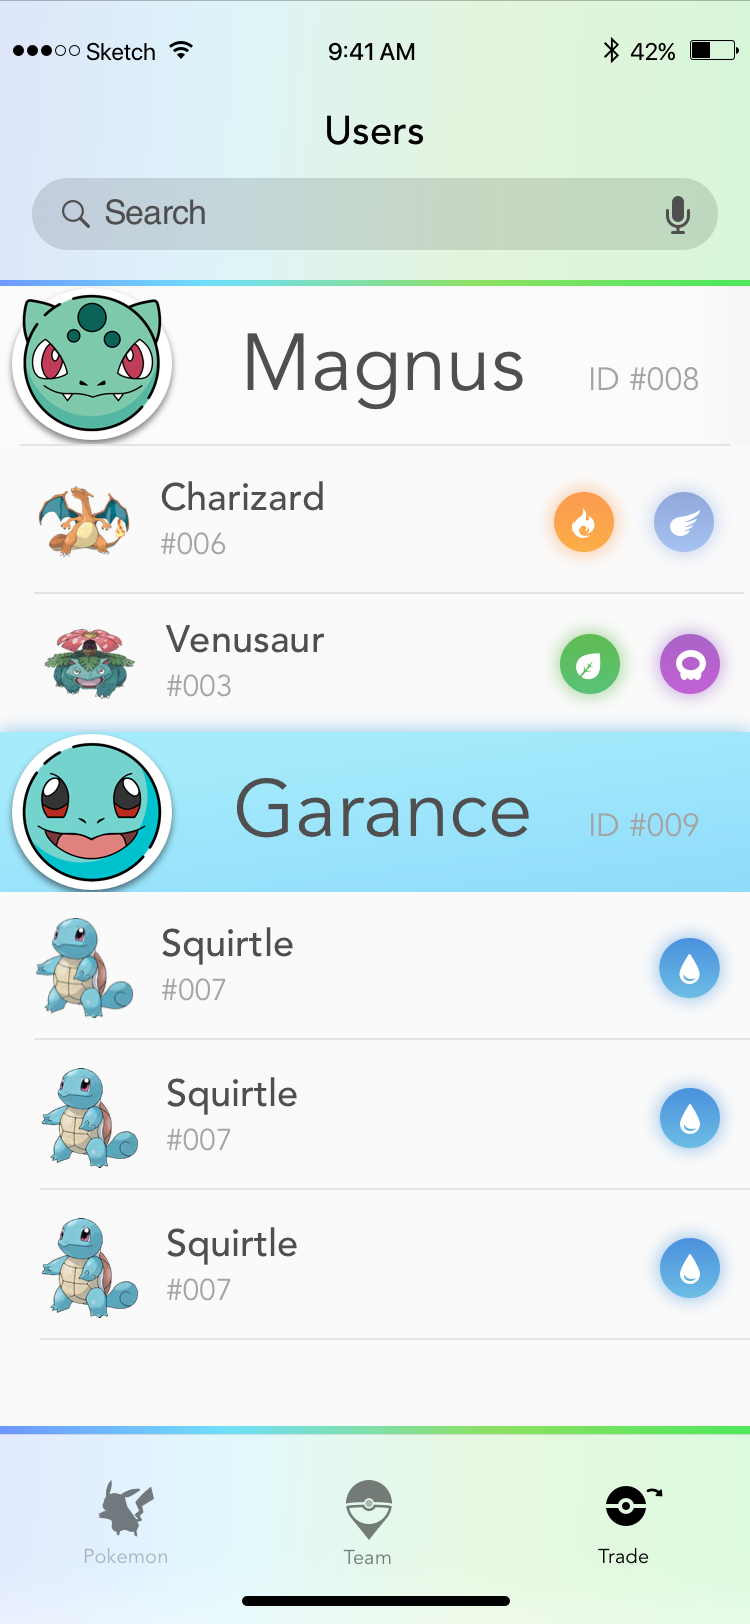 Sketch 9:41 AM 42%
Users
Search
Magnus ID #008
Charizard
#006
Venusaur
#003
Garance ID #009
Squirtle
#007
Squirtle
#007
Squirtle
#007
Pokemon Team Trade